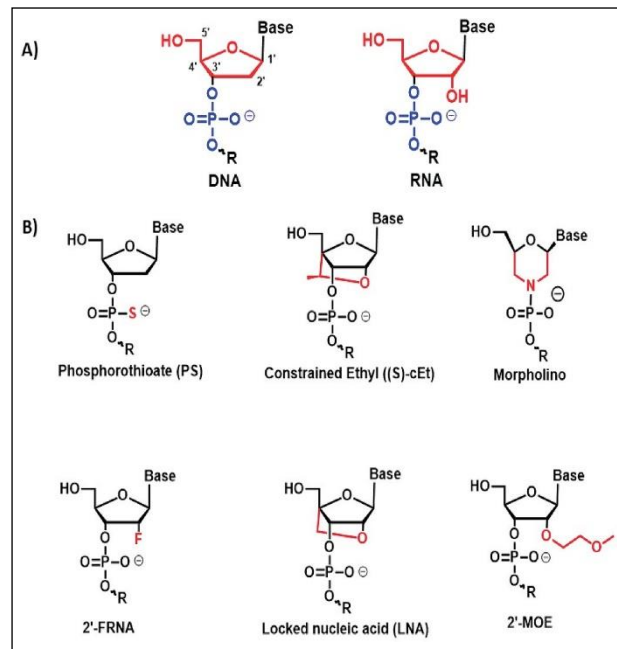 A)
Base
HO
5'
O
4'
3'
1'
2'
O
O=P-O ⊖
O
R
DNA
Base
HO
O
O
OH
O=P-O ⊖
O
R
RNA
B)
Base
HO
O
O
O=P-S ⊖
O
R
Phosphorothioate (PS)
Base
HO
O
O
O
O=P-O ⊖
O
R
Constrained Ethyl ((S)-cEt)
Base
HO
O
N
⊖
O=P-O
O
R
Morpholino
Base
HO
O
O
F
O=P-O ⊖
O
R
2'-FRNA
Base
HO
O
O
O
O=P-O ⊖
O
R
Locked nucleic acid (LNA)
Base
HO
O
O
O
O
O=P-O ⊖
O
R
2'-MOE